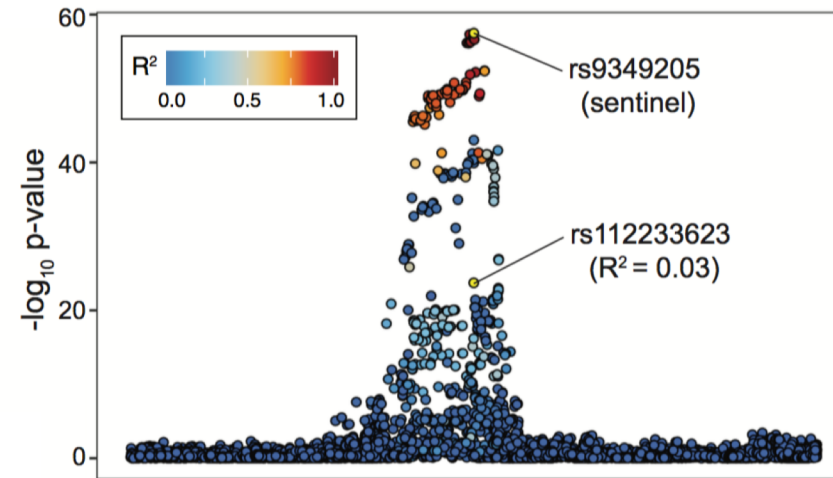 60
R²
0.0 0.5 1.0
rs9349205
(sentinel)
40
-log₁₀ p-value
rs112233623
(R² = 0.03)
20
0